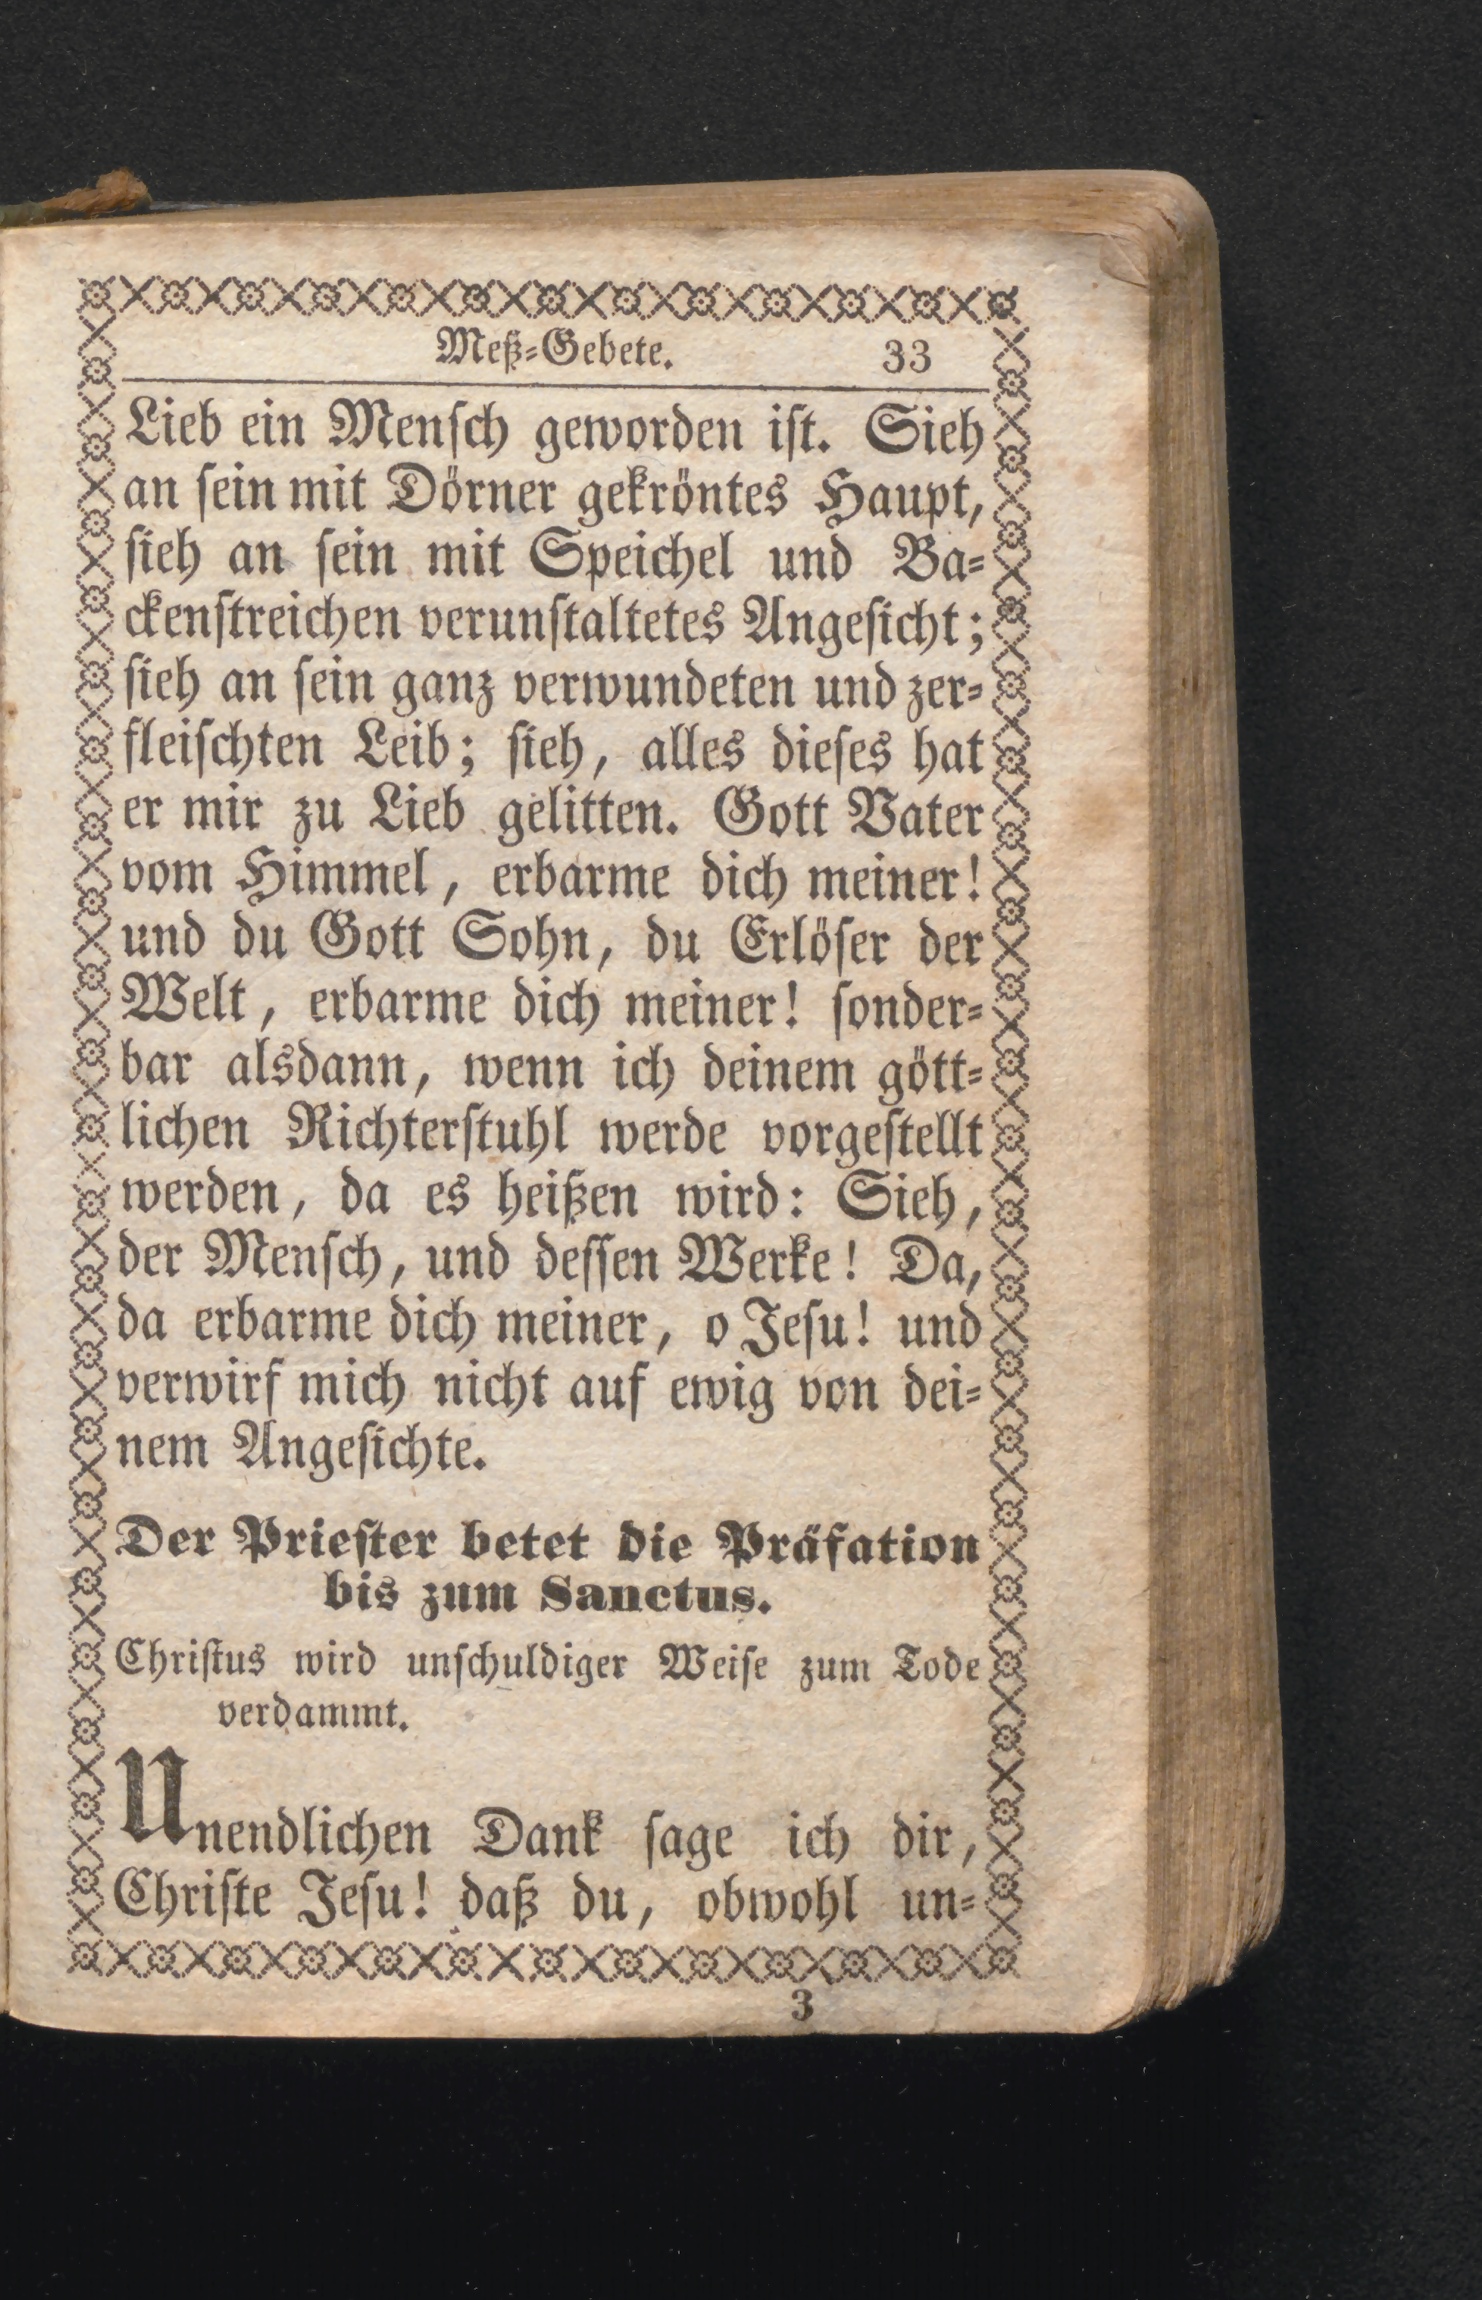 Meß-Gebete. 33
Lieb ein Menſch geworden iſt. Sieh
an ſein mit Dörner gekröntes Haupt,
ſieh an ſein mit Speichel und Ba-
ckenſtreichen verunſtaltetes Angeſicht;
ſieh an ſein ganz verwundeten und zer-
fleiſchten Leib; ſieh, alles dieſes hat
er mir zu Lieb gelitten. Gott Vater
vom Himmel, erbarme dich meiner!
und du Gott Sohn, du Erlöſer der
Welt, erbarme dich meiner! ſonder-
bar alsdann, wenn ich deinem gött-
lichen Richterſtuhl werde vorgeſtellt
werden, da es heißen wird: Sieh,
der Menſch, und deſſen Werke! Da,
da erbarme dich meiner, o Jeſu! und
verwirf mich nicht auf ewig von dei-
nem Angeſichte.
Der Prieſter betet die Präfation
bis zum Sanctus.
Chriſtus wird unſchuldiger Weiſe zum Tode
verdammt.
Unendlichen Dank ſage ich dir,
Chriſte Jeſu! daß du, obwohl un-
3